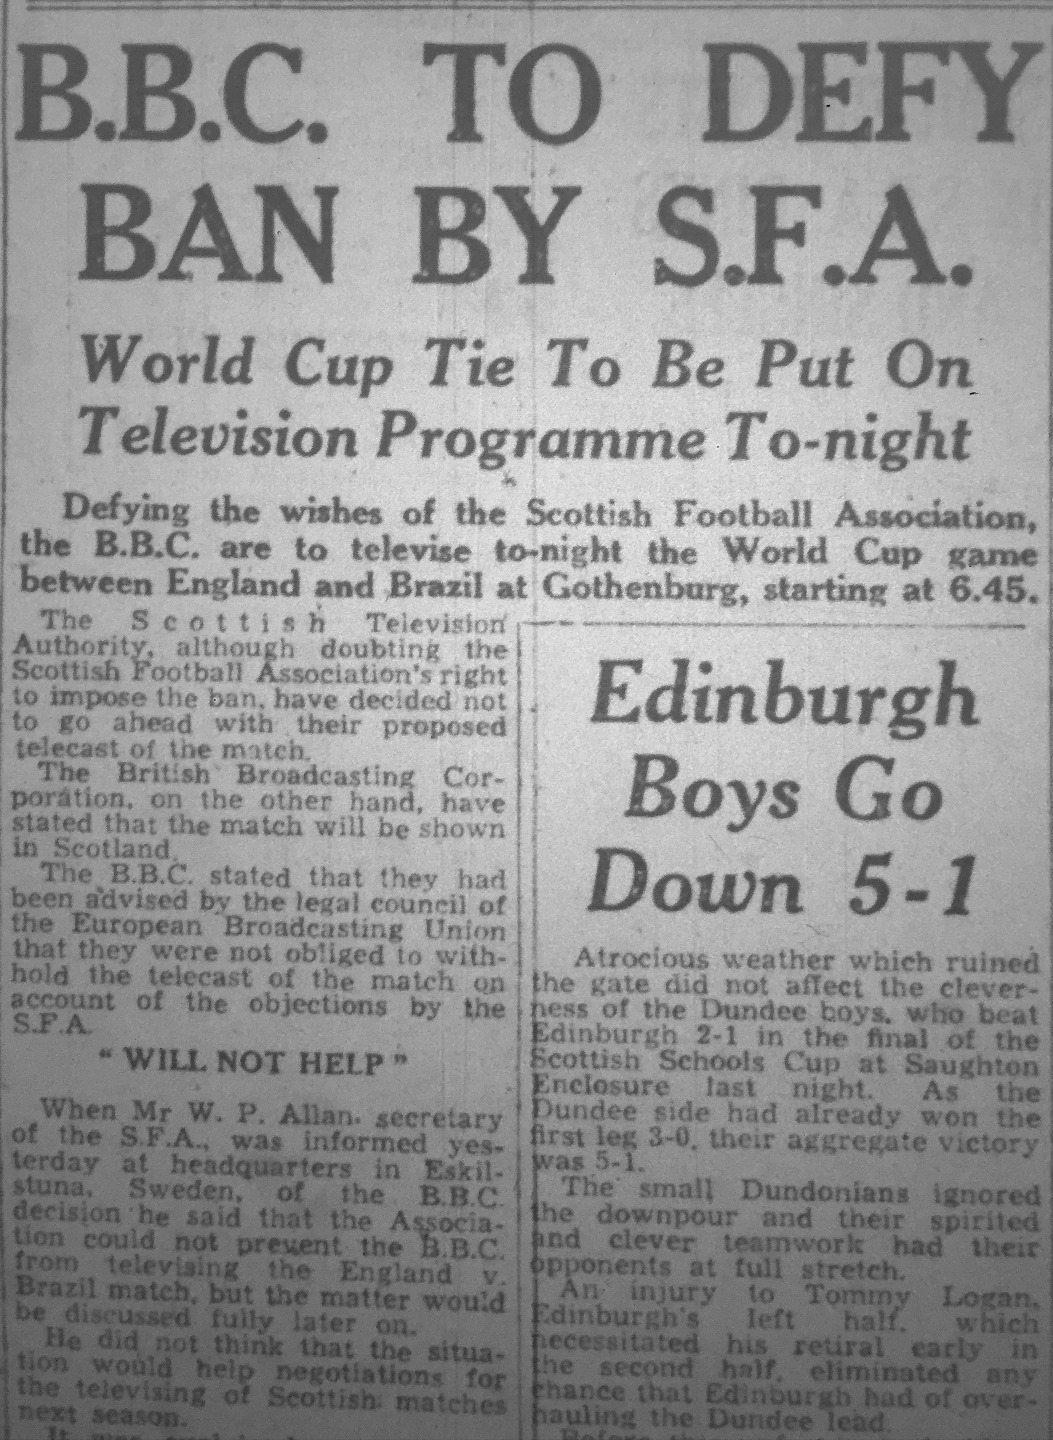 B.B.C. TO DEFY
BAN BY S.F.A.
World Cup Tie To Be Put On
Television Programme To-night
Defying the wishes of the Scottish Football Association,
the B.B.C. are to televise to-night the World Cup game
between England and Brazil at Gothenburg, starting at 6.45.
The Scottish Television
Authority, although doubting the
Scottish Football Association's right
to impose the ban, have decided not
to go ahead with their proposed
telecast of the match.
The British Broadcasting Cor-
poration, on the other hand, have
stated that the match will be shown
in Scotland.
The B.B.C. stated that they had
been advised by the legal council of
the European Broadcasting Union
that they were not obliged to with-
hold the telecast of the match on
account of the objections by the
S.F.A.
" WILL NOT HELP "
When Mr W. P. Allan, secretary
of the S.F.A., was informed yes-
terday at headquarters in Eskil-
stuna, Sweden, of the B.B.C.
decision he said that the Associa-
tion could not prevent the B.B.C.
from televising the England v.
Brazil match, but the matter would
be discussed fully later on.
He did not think that the situa-
tion would help negotiations for
the televising of Scottish matches
next season.
Edinburgh
Boys Go
Down 5-1
Atrocious weather which ruined
the gate did not affect the clever-
ness of the Dundee boys, who beat
Edinburgh 2-1 in the final of the
Scottish Schools Cup at Saughton
Enclosure last night. As the
Dundee side had already won the
first leg 3-0, their aggregate victory
was 5-1.
The small Dundonians ignored
the downpour and their spirited
and clever teamwork had their
opponents at full stretch.
An injury to Tommy Logan,
Edinburgh's left half, which
necessitated his retiral early in
the second half, eliminated any
chance that Edinburgh had of over-
hauling the Dundee lead.